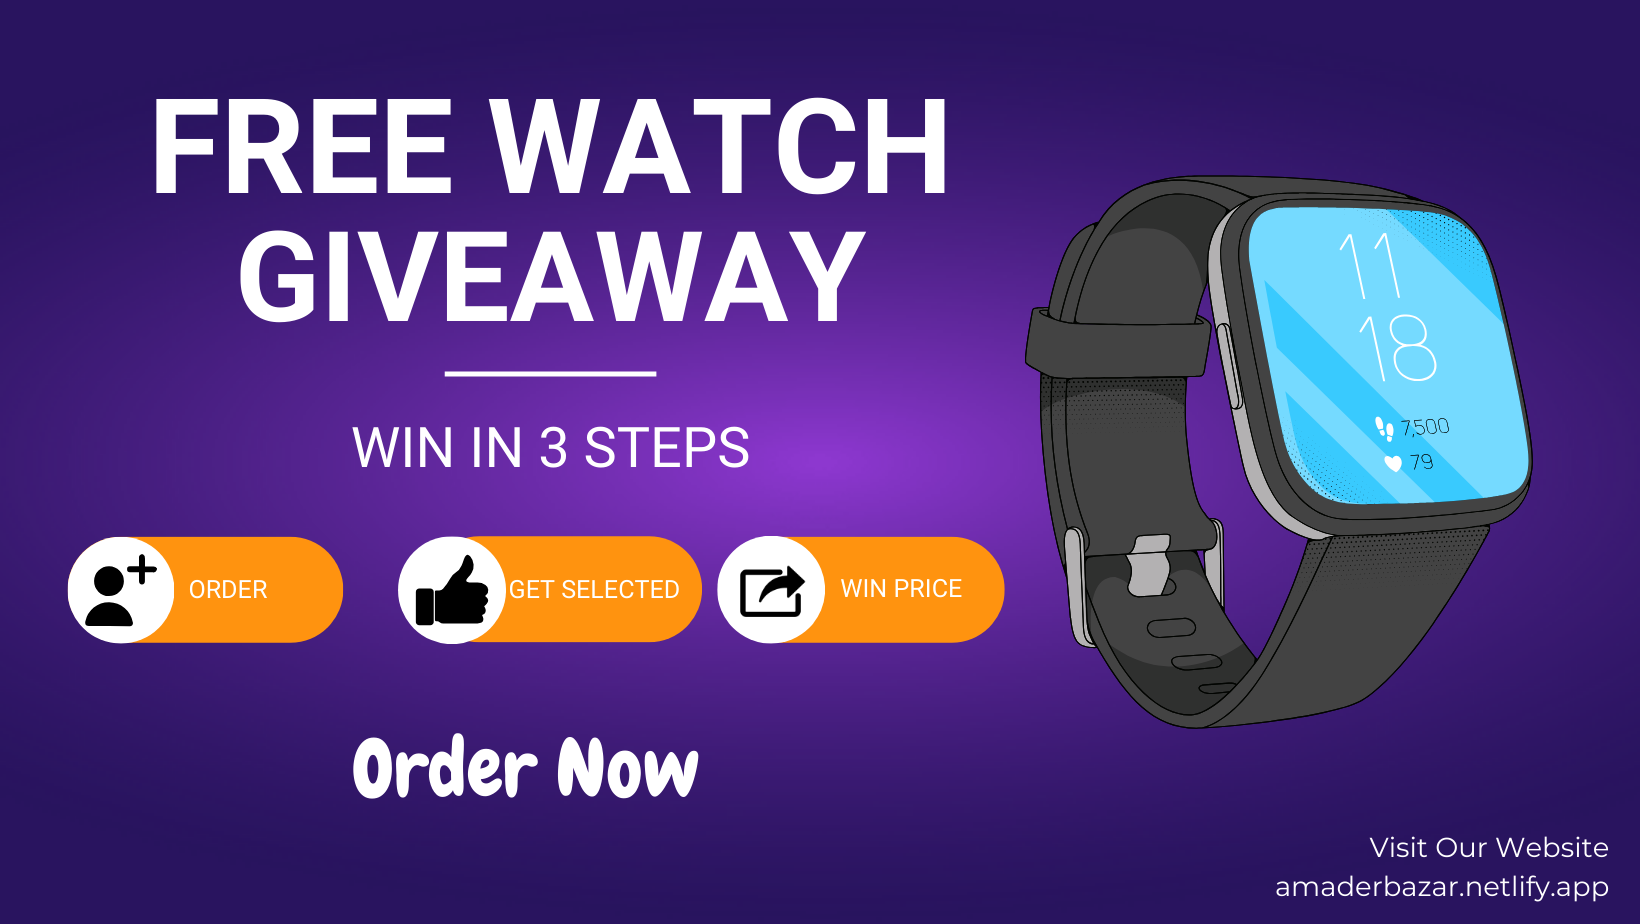 FREE WATCH
GIVEAWAY
WIN IN 3 STEPS
ORDER
GET SELECTED
WIN PRICE
Order Now
11
18
7,500
79
Visit Our Website
amaderbazar.netlify.app